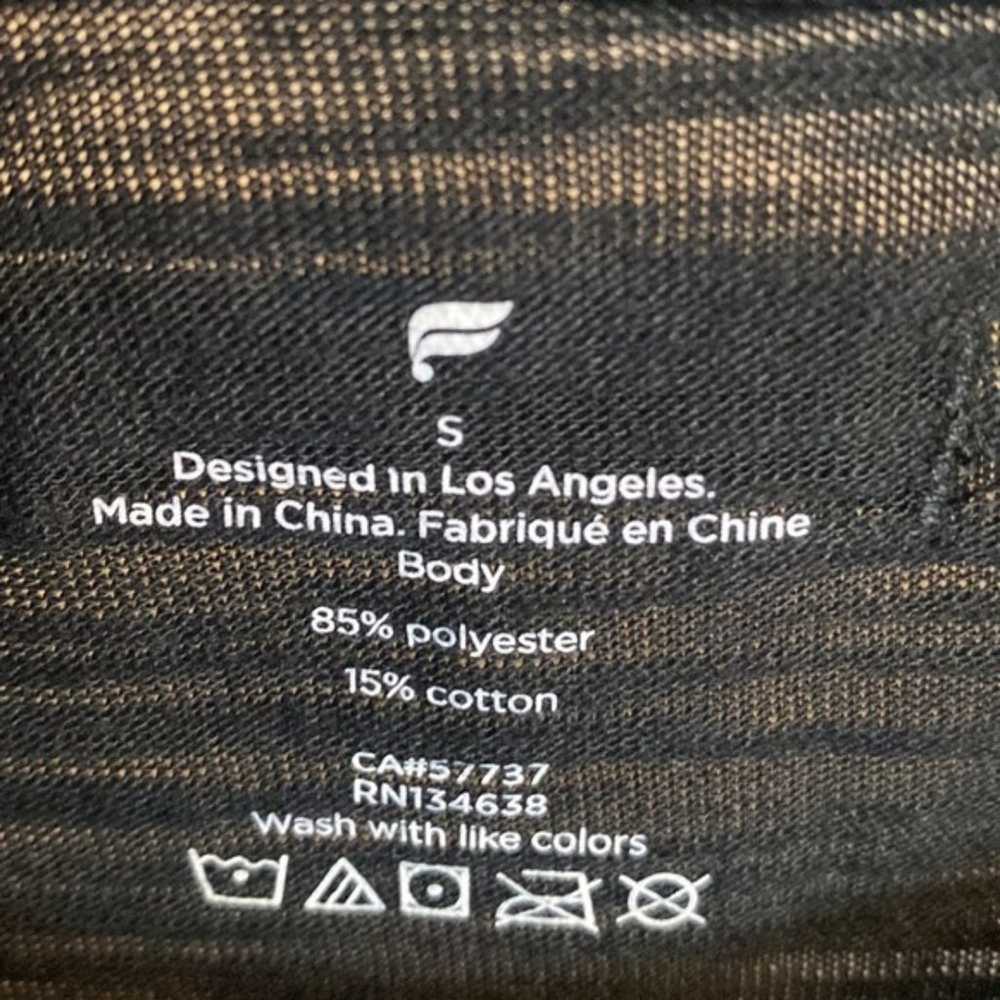 S
Designed in Los Angeles.
Made in China. Fabriqué en Chine
Body
85% polyester
15% cotton
CA#57737
RN134638
Wash with like colors